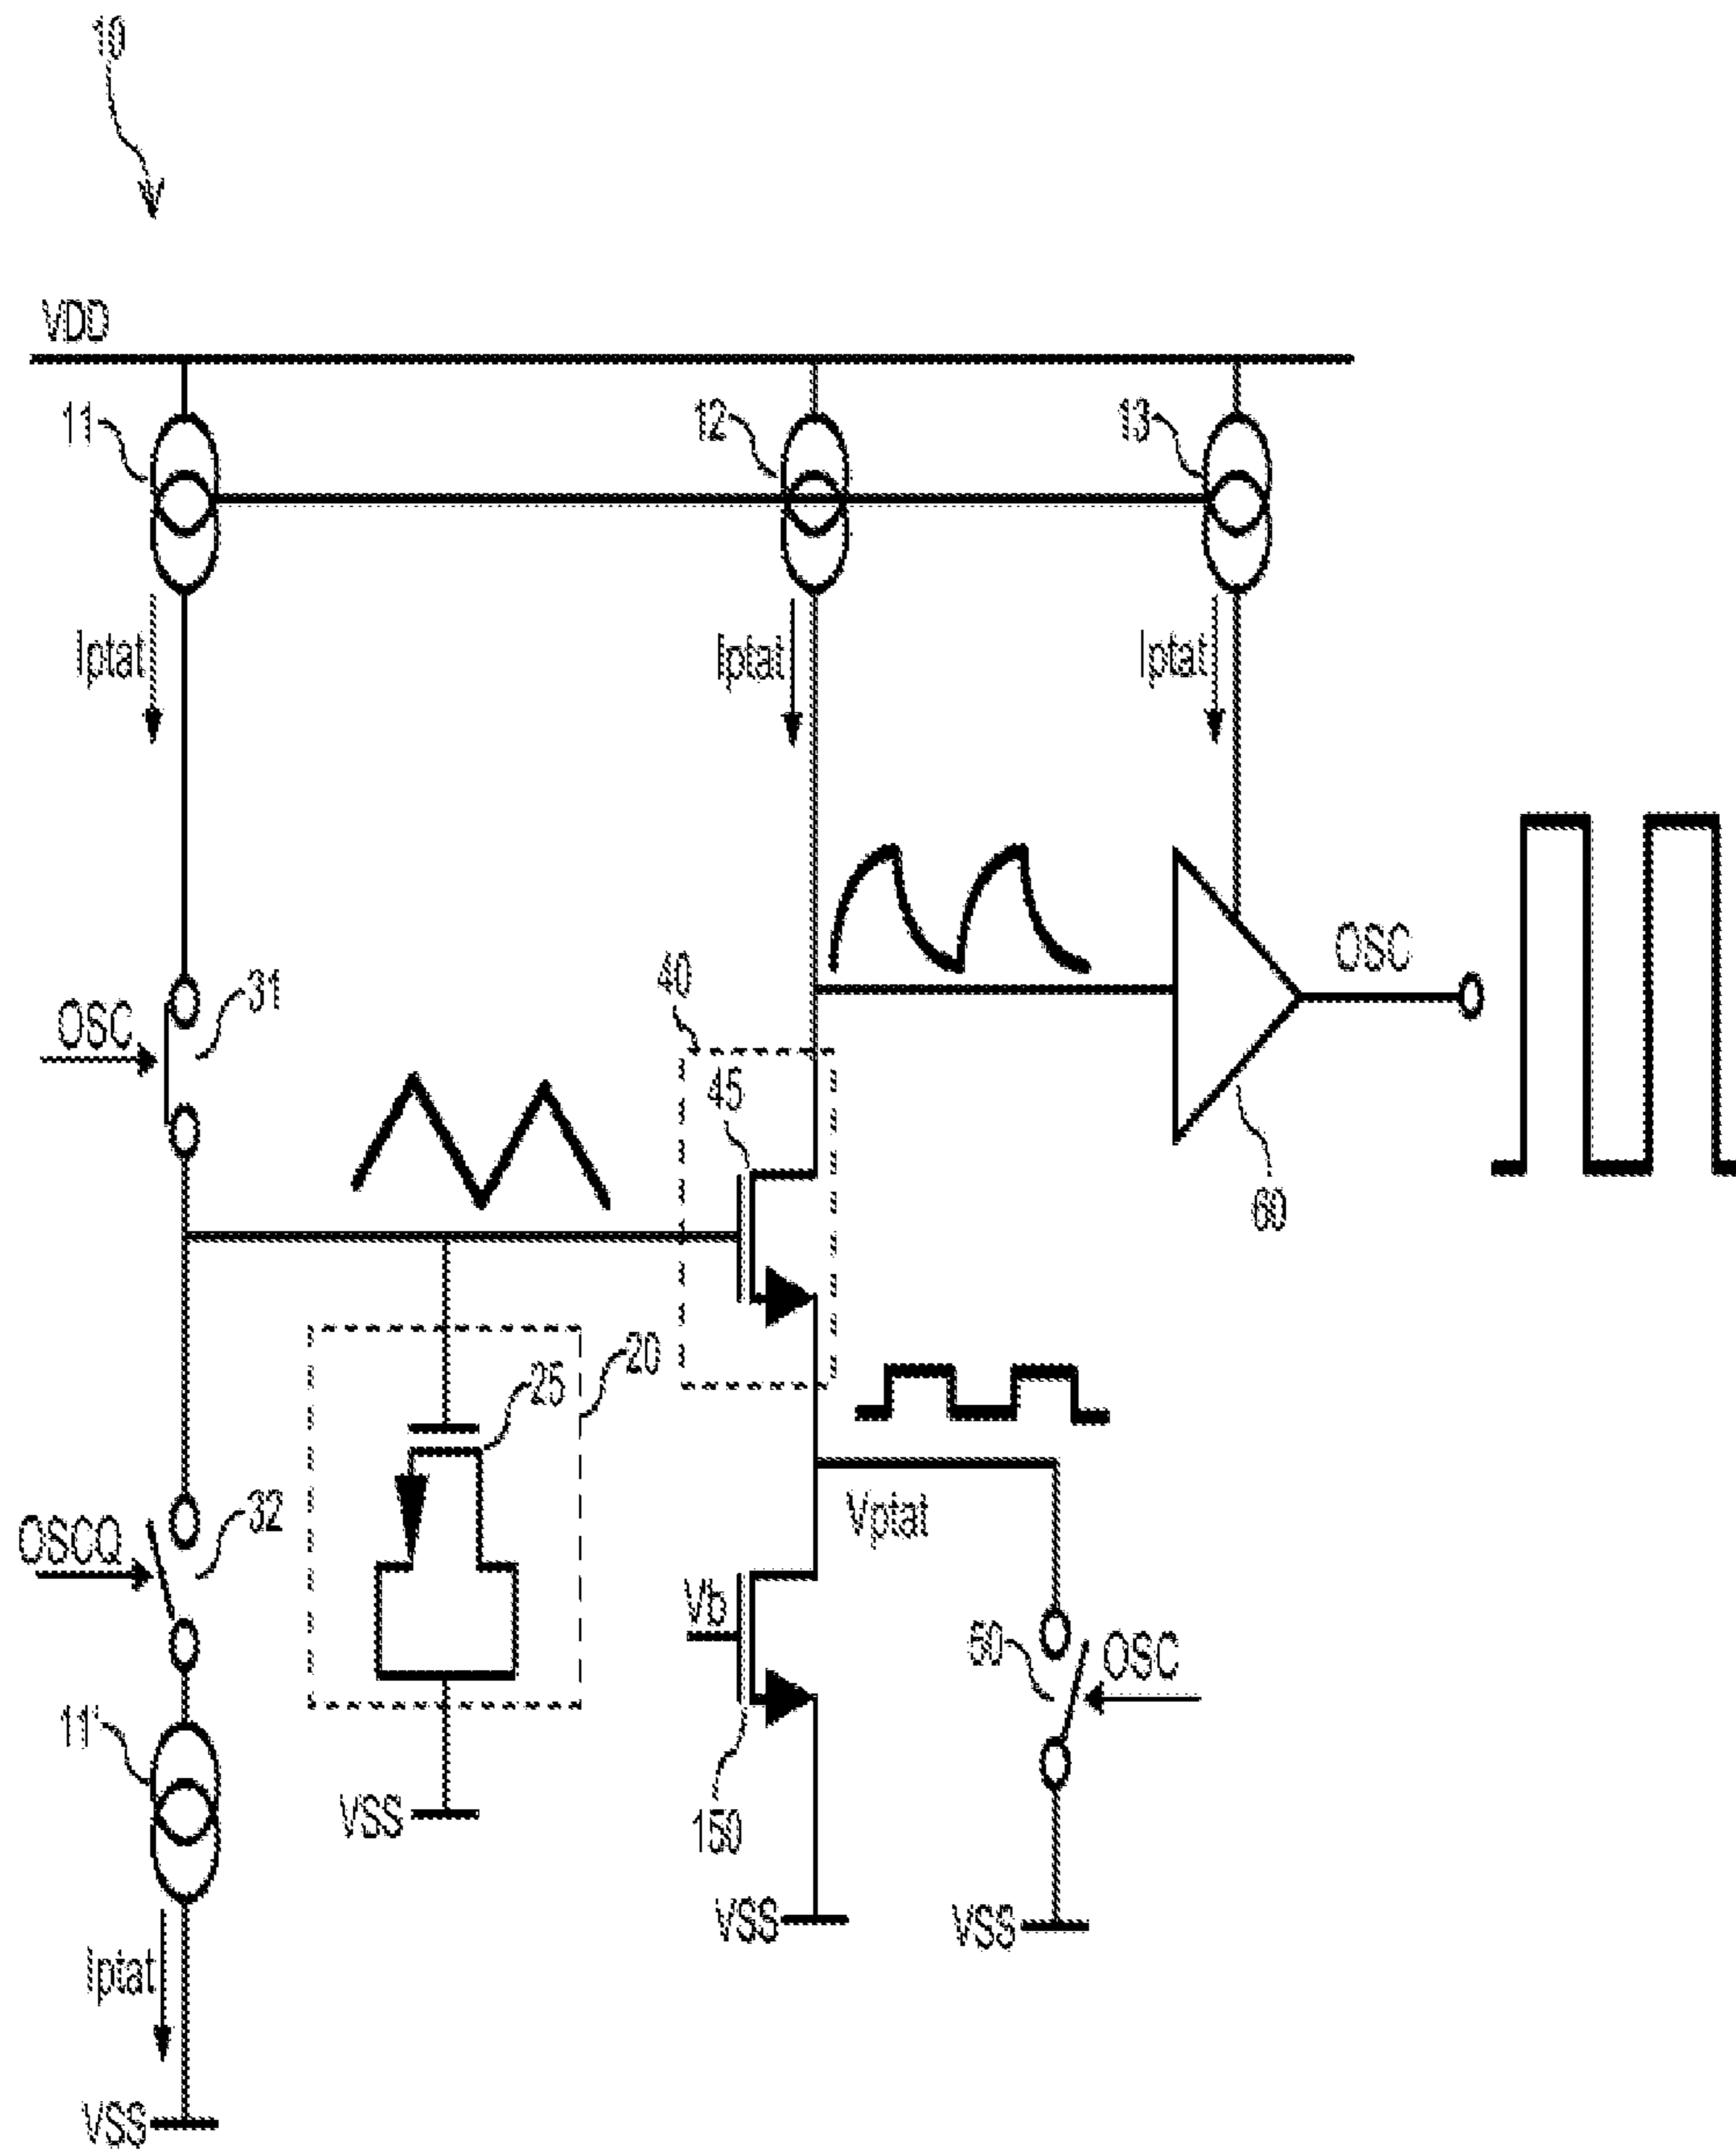 10
VDD
11
12
13
Iptat
Iptat
Iptat
OSC
31
40
45
OSC
60
20
25
OSCQ
32
Vptat
Vb
50
OSC
11'
VSS
150
VSS
VSS
Iptat
VSS